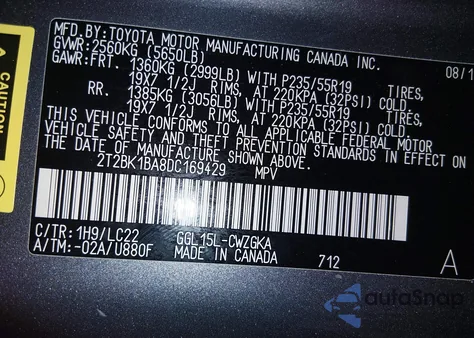 MFD.BY:TOYOTA MOTOR MANUFACTURING CANADA INC.
GVWR:2560KG (5650LB) 08/1
GAWR:FRT. 1360KG (2999LB) WITH P235/55R19 TIRES,
19X7 1/2J RIMS, AT 220KPA (32PSI) COLD.
RR. 1385KG (3056LB) WITH P235/55R19 TIRES,
19X7 1/2J RIMS, AT 220KPA (32PSI) COLD.
THIS VEHICLE CONFORMS TO ALL APPLICABLE FEDERAL MOTOR
VEHICLE SAFETY AND THEFT PREVENTION STANDARDS IN EFFECT ON
THE DATE OF MANUFACTURE SHOWN ABOVE.
2T2BK1BA8DC169429 MPV
C/TR: 1H9/LC22 GGL15L-CWZGKA
A/TM:-02A/U880F MADE IN CANADA 712 A
CAUTION
autoSnap